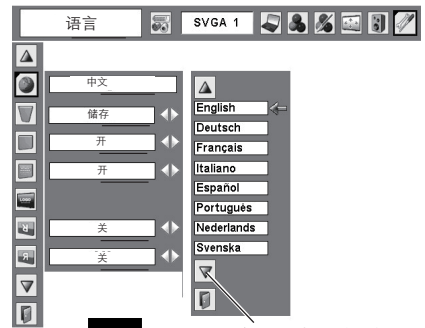 语言
SVGA 1
中文
储存
开
开
LOGO
关
关
English
Deutsch
Français
Italiano
Español
Português
Nederlands
Svenska